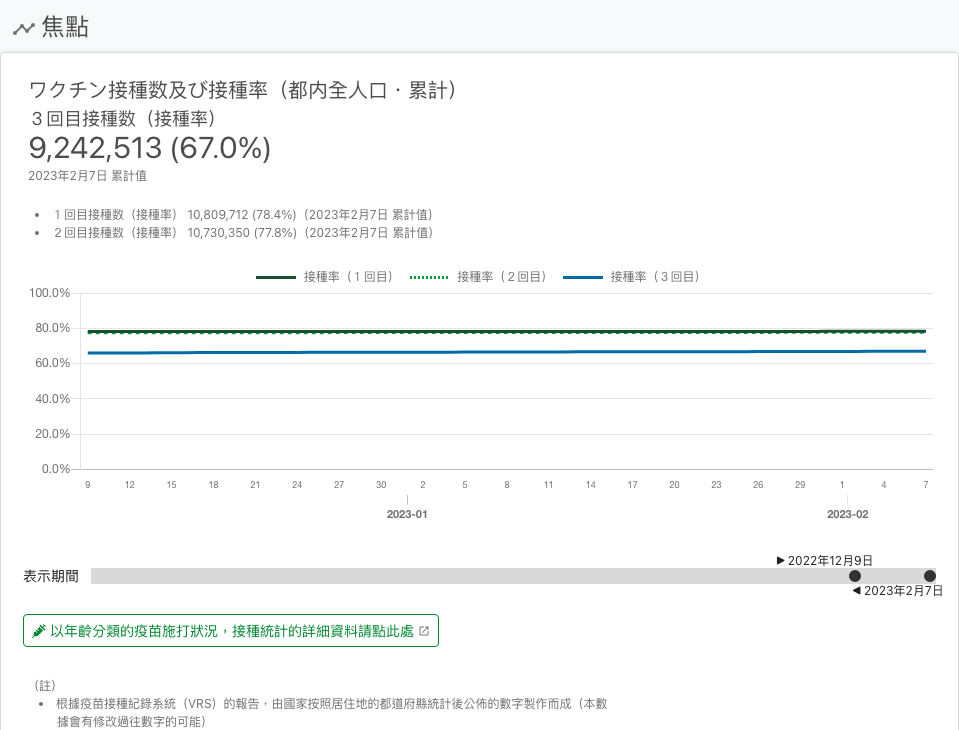 焦點
ワクチン接種数及び接種率（都内全人口・累計）
３回目接種数（接種率）
9,242,513 (67.0%)
2023年2月7日 累計値
• １回目接種数（接種率） 10,809,712 (78.4%)（2023年2月7日 累計値）
• ２回目接種数（接種率） 10,730,350 (77.8%)（2023年2月7日 累計値）
接種率（１回目） 接種率（２回目） 接種率（３回目）
100.0%
80.0%
60.0%
40.0%
20.0%
0.0%
9 12 15 18 21 24 27 30 2 5 8 11 14 17 20 23 26 29 1 4 7
2023-01 2023-02
▶ 2022年12月9日
表示期間
◀ 2023年2月7日
以年齡分類的疫苗施打狀況，接種統計的詳細資料請點此處
（註）
• 根據疫苗接種紀錄系統（VRS）的報告，由國家按照居住地的都道府縣統計後公佈的數字製作而成（本數
據會有修改過往數字的可能）